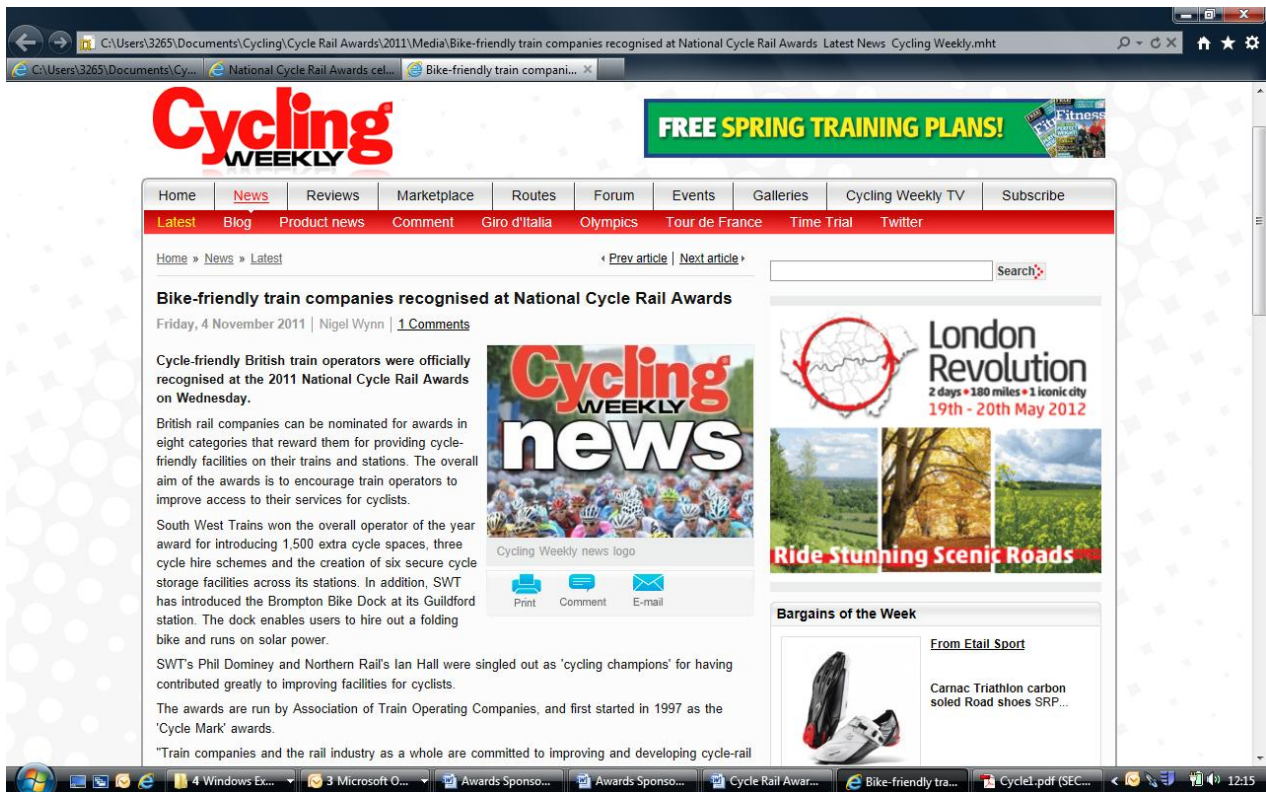 C:\Users\3265\Documents\Cycling\Cycle Rail Awards\2011\Media\Bike-friendly train companies recognised at National Cycle Rail Awards Latest News Cycling Weekly.mht
C:\Users\3265\Documents\Cy...
National Cycle Rail Awards cel...
Bike-friendly train compani...
Cycling
WEEKLY
FREE SPRING TRAINING PLANS!
Fitness
Home News Reviews Marketplace Routes Forum Events Galleries Cycling Weekly TV Subscribe
Latest Blog Product news Comment Giro d'Italia Olympics Tour de France Time Trial Twitter
Home » News » Latest
Prev article | Next article
Search
Bike-friendly train companies recognised at National Cycle Rail Awards
Friday, 4 November 2011 | Nigel Wynn | 1 Comments
Cycle-friendly British train operators were officially
recognised at the 2011 National Cycle Rail Awards
on Wednesday.
British rail companies can be nominated for awards in
eight categories that reward them for providing cycle-
friendly facilities on their trains and stations. The overall
aim of the awards is to encourage train operators to
improve access to their services for cyclists.
South West Trains won the overall operator of the year
award for introducing 1,500 extra cycle spaces, three
cycle hire schemes and the creation of six secure cycle
storage facilities across its stations. In addition, SWT
has introduced the Brompton Bike Dock at its Guildford
station. The dock enables users to hire out a folding
bike and runs on solar power.
SWT's Phil Dominey and Northern Rail's Ian Hall were singled out as 'cycling champions' for having
contributed greatly to improving facilities for cyclists.
The awards are run by Association of Train Operating Companies, and first started in 1997 as the
'Cycle Mark' awards.
"Train companies and the rail industry as a whole are committed to improving and developing cycle-rail
Cycling
WEEKLY
news
Cycling Weekly news logo
Print Comment E-mail
London
Revolution
2 days • 180 miles • 1 iconic city
19th - 20th May 2012
Ride Stunning Scenic Roads
Bargains of the Week
From Etail Sport
Carnac Triathlon carbon
soled Road shoes SRP...
4 Windows Ex... 3 Microsoft O... Awards Sponso... Awards Sponso... Cycle Rail Awar... Bike-friendly tra... Cycle1.pdf (SEC... 12:15